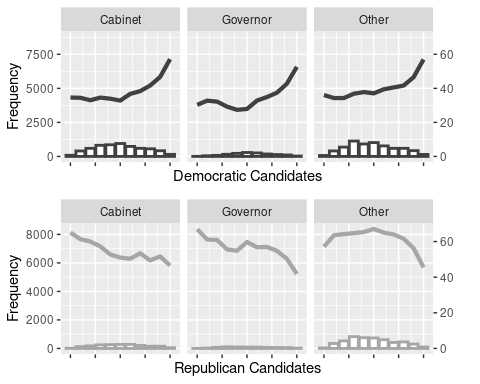 Cabinet Governor Other
7500 60
5000 40
2500 20
0 0
Frequency
Democratic Candidates
Cabinet Governor Other
8000
60
6000
40
4000
20
2000
0 0
Frequency
Republican Candidates